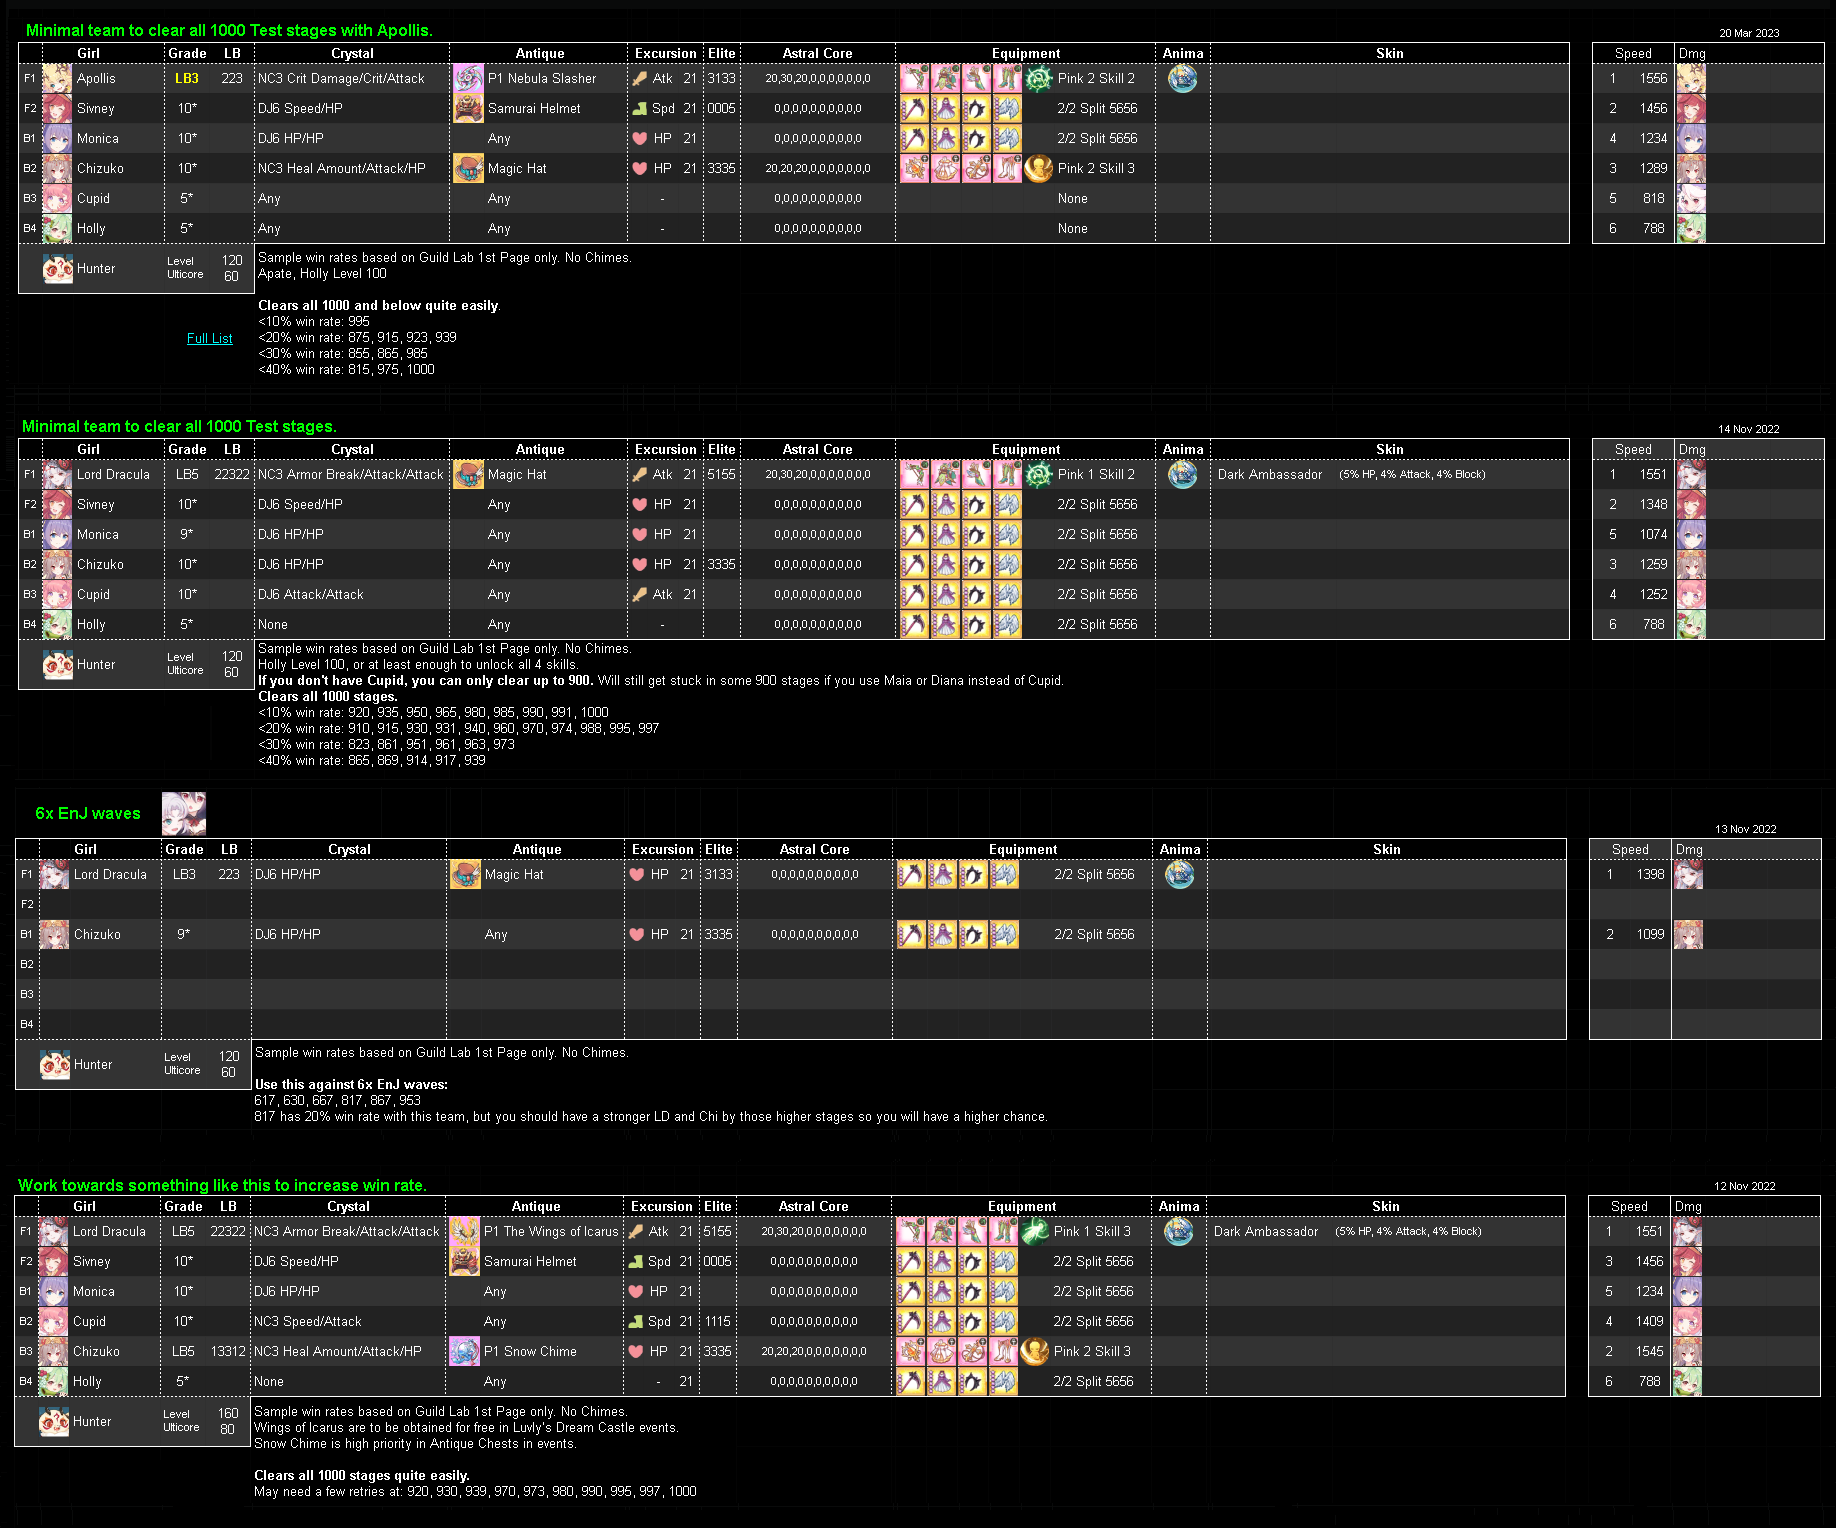 Minimal team to clear all 1000 Test stages with Apollis.
20 Mar 2023
Girl Grade LB Crystal Antique Excursion Elite Astral Core Equipment Anima Skin Speed Dmg
F1 Apollis LB3 223 NC3 Crit Damage/Crit/Attack P1 Nebula Slasher Atk 21 3133 20,30,20,0,0,0,0,0,0,0 Pink 2 Skill 2 1 1556
F2 Sivney 10* DJ6 Speed/HP Samurai Helmet Spd 21 0005 0,0,0,0,0,0,0,0,0,0 2/2 Split 5656 2 1456
B1 Monica 10* DJ6 HP/HP Any HP 21 0,0,0,0,0,0,0,0,0,0 2/2 Split 5656 4 1234
B2 Chizuko 10* NC3 Heal Amount/Attack/HP Magic Hat HP 21 3335 20,20,20,0,0,0,0,0,0,0 Pink 2 Skill 3 3 1289
B3 Cupid 5* Any Any - 0,0,0,0,0,0,0,0,0,0 None 5 818
B4 Holly 5* Any Any - 0,0,0,0,0,0,0,0,0,0 None 6 788
Hunter Level 120
Ulticore 60
Sample win rates based on Guild Lab 1st Page only. No Chimes.
Apate, Holly Level 100
Clears all 1000 and below quite easily.
<10% win rate: 995
Full List
<20% win rate: 875, 915, 923, 939
<30% win rate: 855, 865, 985
<40% win rate: 815, 975, 1000
Minimal team to clear all 1000 Test stages.
14 Nov 2022
Girl Grade LB Crystal Antique Excursion Elite Astral Core Equipment Anima Skin Speed Dmg
F1 Lord Dracula LB5 22322 NC3 Armor Break/Attack/Attack Magic Hat Atk 21 5155 20,30,20,0,0,0,0,0,0,0 Pink 1 Skill 2 Dark Ambassador (5% HP, 4% Attack, 4% Block) 1 1551
F2 Sivney 10* DJ6 Speed/HP Any HP 21 0,0,0,0,0,0,0,0,0,0 2/2 Split 5656 2 1348
B1 Monica 9* DJ6 HP/HP Any HP 21 0,0,0,0,0,0,0,0,0,0 2/2 Split 5656 5 1074
B2 Chizuko 10* DJ6 HP/HP Any HP 21 3335 0,0,0,0,0,0,0,0,0,0 2/2 Split 5656 3 1259
B3 Cupid 10* DJ6 Attack/Attack Any Atk 21 0,0,0,0,0,0,0,0,0,0 2/2 Split 5656 4 1252
B4 Holly 5* None Any - 0,0,0,0,0,0,0,0,0,0 2/2 Split 5656 6 788
Hunter Level 120
Ulticore 60
Sample win rates based on Guild Lab 1st Page only. No Chimes.
Holly Level 100, or at least enough to unlock all 4 skills.
If you don't have Cupid, you can only clear up to 900. Will still get stuck in some 900 stages if you use Maia or Diana instead of Cupid.
Clears all 1000 stages.
<10% win rate: 920, 935, 950, 965, 980, 985, 990, 991, 1000
<20% win rate: 910, 915, 930, 931, 940, 960, 970, 974, 988, 995, 997
<30% win rate: 823, 861, 951, 961, 963, 973
<40% win rate: 865, 869, 914, 917, 939
6x EnJ waves
13 Nov 2022
Girl Grade LB Crystal Antique Excursion Elite Astral Core Equipment Anima Skin Speed Dmg
F1 Lord Dracula LB3 223 DJ6 HP/HP Magic Hat HP 21 3133 0,0,0,0,0,0,0,0,0,0 2/2 Split 5656 1 1398
F2
B1 Chizuko 9* DJ6 HP/HP Any HP 21 3335 0,0,0,0,0,0,0,0,0,0 2/2 Split 5656 2 1099
B2
B3
B4
Hunter Level 120
Ulticore 60
Sample win rates based on Guild Lab 1st Page only. No Chimes.
Use this against 6x EnJ waves:
617, 630, 667, 817, 867, 953
817 has 20% win rate with this team, but you should have a stronger LD and Chi by those higher stages so you will have a higher chance.
Work towards something like this to increase win rate.
12 Nov 2022
Girl Grade LB Crystal Antique Excursion Elite Astral Core Equipment Anima Skin Speed Dmg
F1 Lord Dracula LB5 22322 NC3 Armor Break/Attack/Attack P1 The Wings of Icarus Atk 21 5155 20,30,20,0,0,0,0,0,0,0 Pink 1 Skill 3 Dark Ambassador (5% HP, 4% Attack, 4% Block) 1 1551
F2 Sivney 10* DJ6 Speed/HP Samurai Helmet Spd 21 0005 0,0,0,0,0,0,0,0,0,0 2/2 Split 5656 3 1456
B1 Monica 10* DJ6 HP/HP Any HP 21 0,0,0,0,0,0,0,0,0,0 2/2 Split 5656 5 1234
B2 Cupid 10* NC3 Speed/Attack Any Spd 21 1115 0,0,0,0,0,0,0,0,0,0 2/2 Split 5656 4 1409
B3 Chizuko LB5 13312 NC3 Heal Amount/Attack/HP P1 Snow Chime HP 21 3335 20,20,20,0,0,0,0,0,0,0 Pink 2 Skill 3 2 1545
B4 Holly 5* None Any - 21 0,0,0,0,0,0,0,0,0,0 2/2 Split 5656 6 788
Hunter Level 160
Ulticore 80
Sample win rates based on Guild Lab 1st Page only. No Chimes.
Wings of Icarus are to be obtained for free in Luvly's Dream Castle events.
Snow Chime is high priority in Antique Chests in events.
Clears all 1000 stages quite easily.
May need a few retries at: 920, 930, 939, 970, 973, 980, 990, 995, 997, 1000